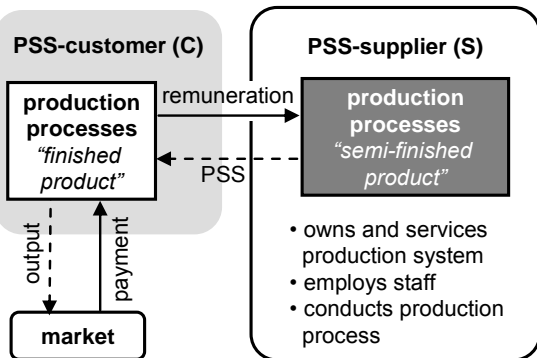 PSS-customer (C)
production
processes
“finished
product”
remuneration
PSS
output
payment
market
PSS-supplier (S)
production
processes
“semi-finished
product”
• owns and services
production system
• employs staff
• conducts production
process